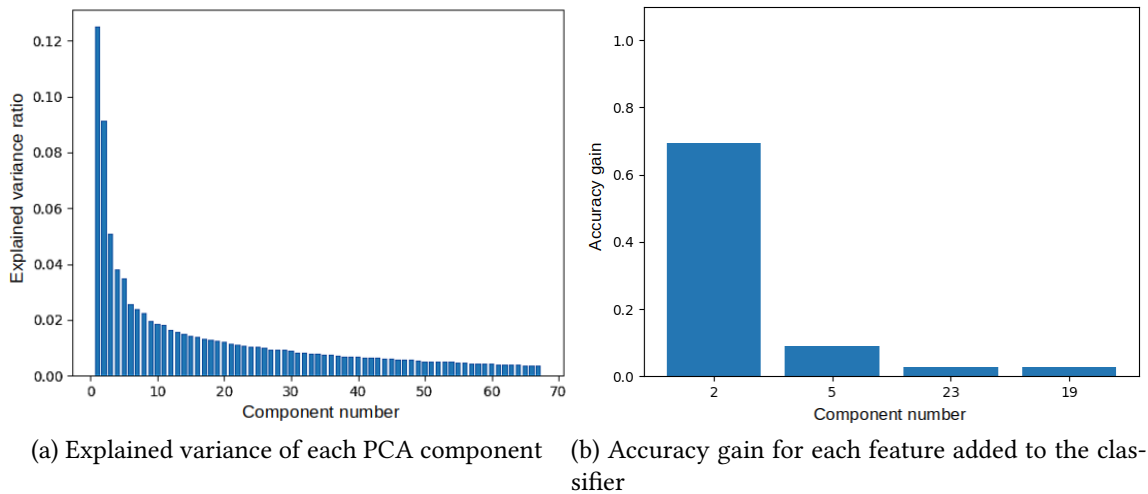 0.12
0.10
0.08
0.06
0.04
0.02
0.00
Explained variance ratio
0 10 20 30 40 50 60 70
Component number
(a) Explained variance of each PCA component
1.0
0.8
0.6
0.4
0.2
0.0
Accuracy gain
2 5 23 19
Component number
(b) Accuracy gain for each feature added to the clas-
sifier